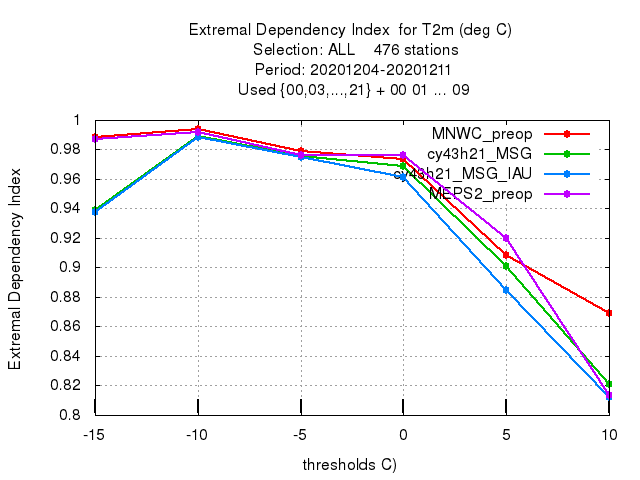 Extremal Dependency Index  for T2m (deg C)
Selection: ALL    476 stations
Period: 20201204-20201211
Used {00,03,...,21} + 00 01 ... 09
Extremal Dependency Index
1
0.98
0.96
0.94
0.92
0.9
0.88
0.86
0.84
0.82
0.8
MNWC_preop
cy43h21_MSG
cy43h21_MSG_IAU
MEPS2_preop
-15 -10 -5 0 5 10
thresholds C)